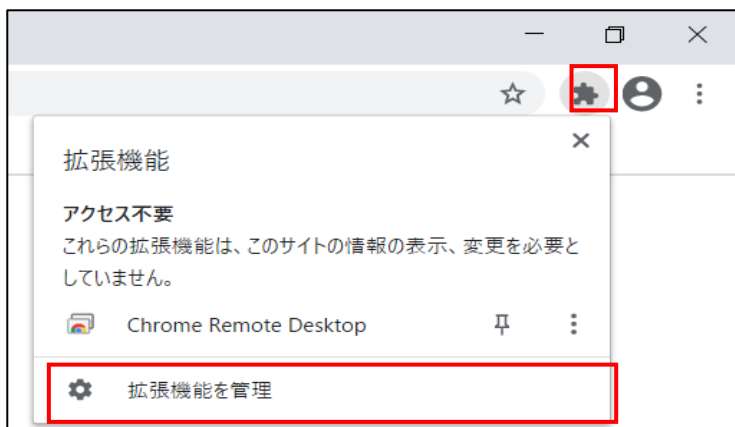 拡張機能
アクセス不要
これらの拡張機能は、このサイトの情報の表示、変更を必要と
していません。
Chrome Remote Desktop
拡張機能を管理